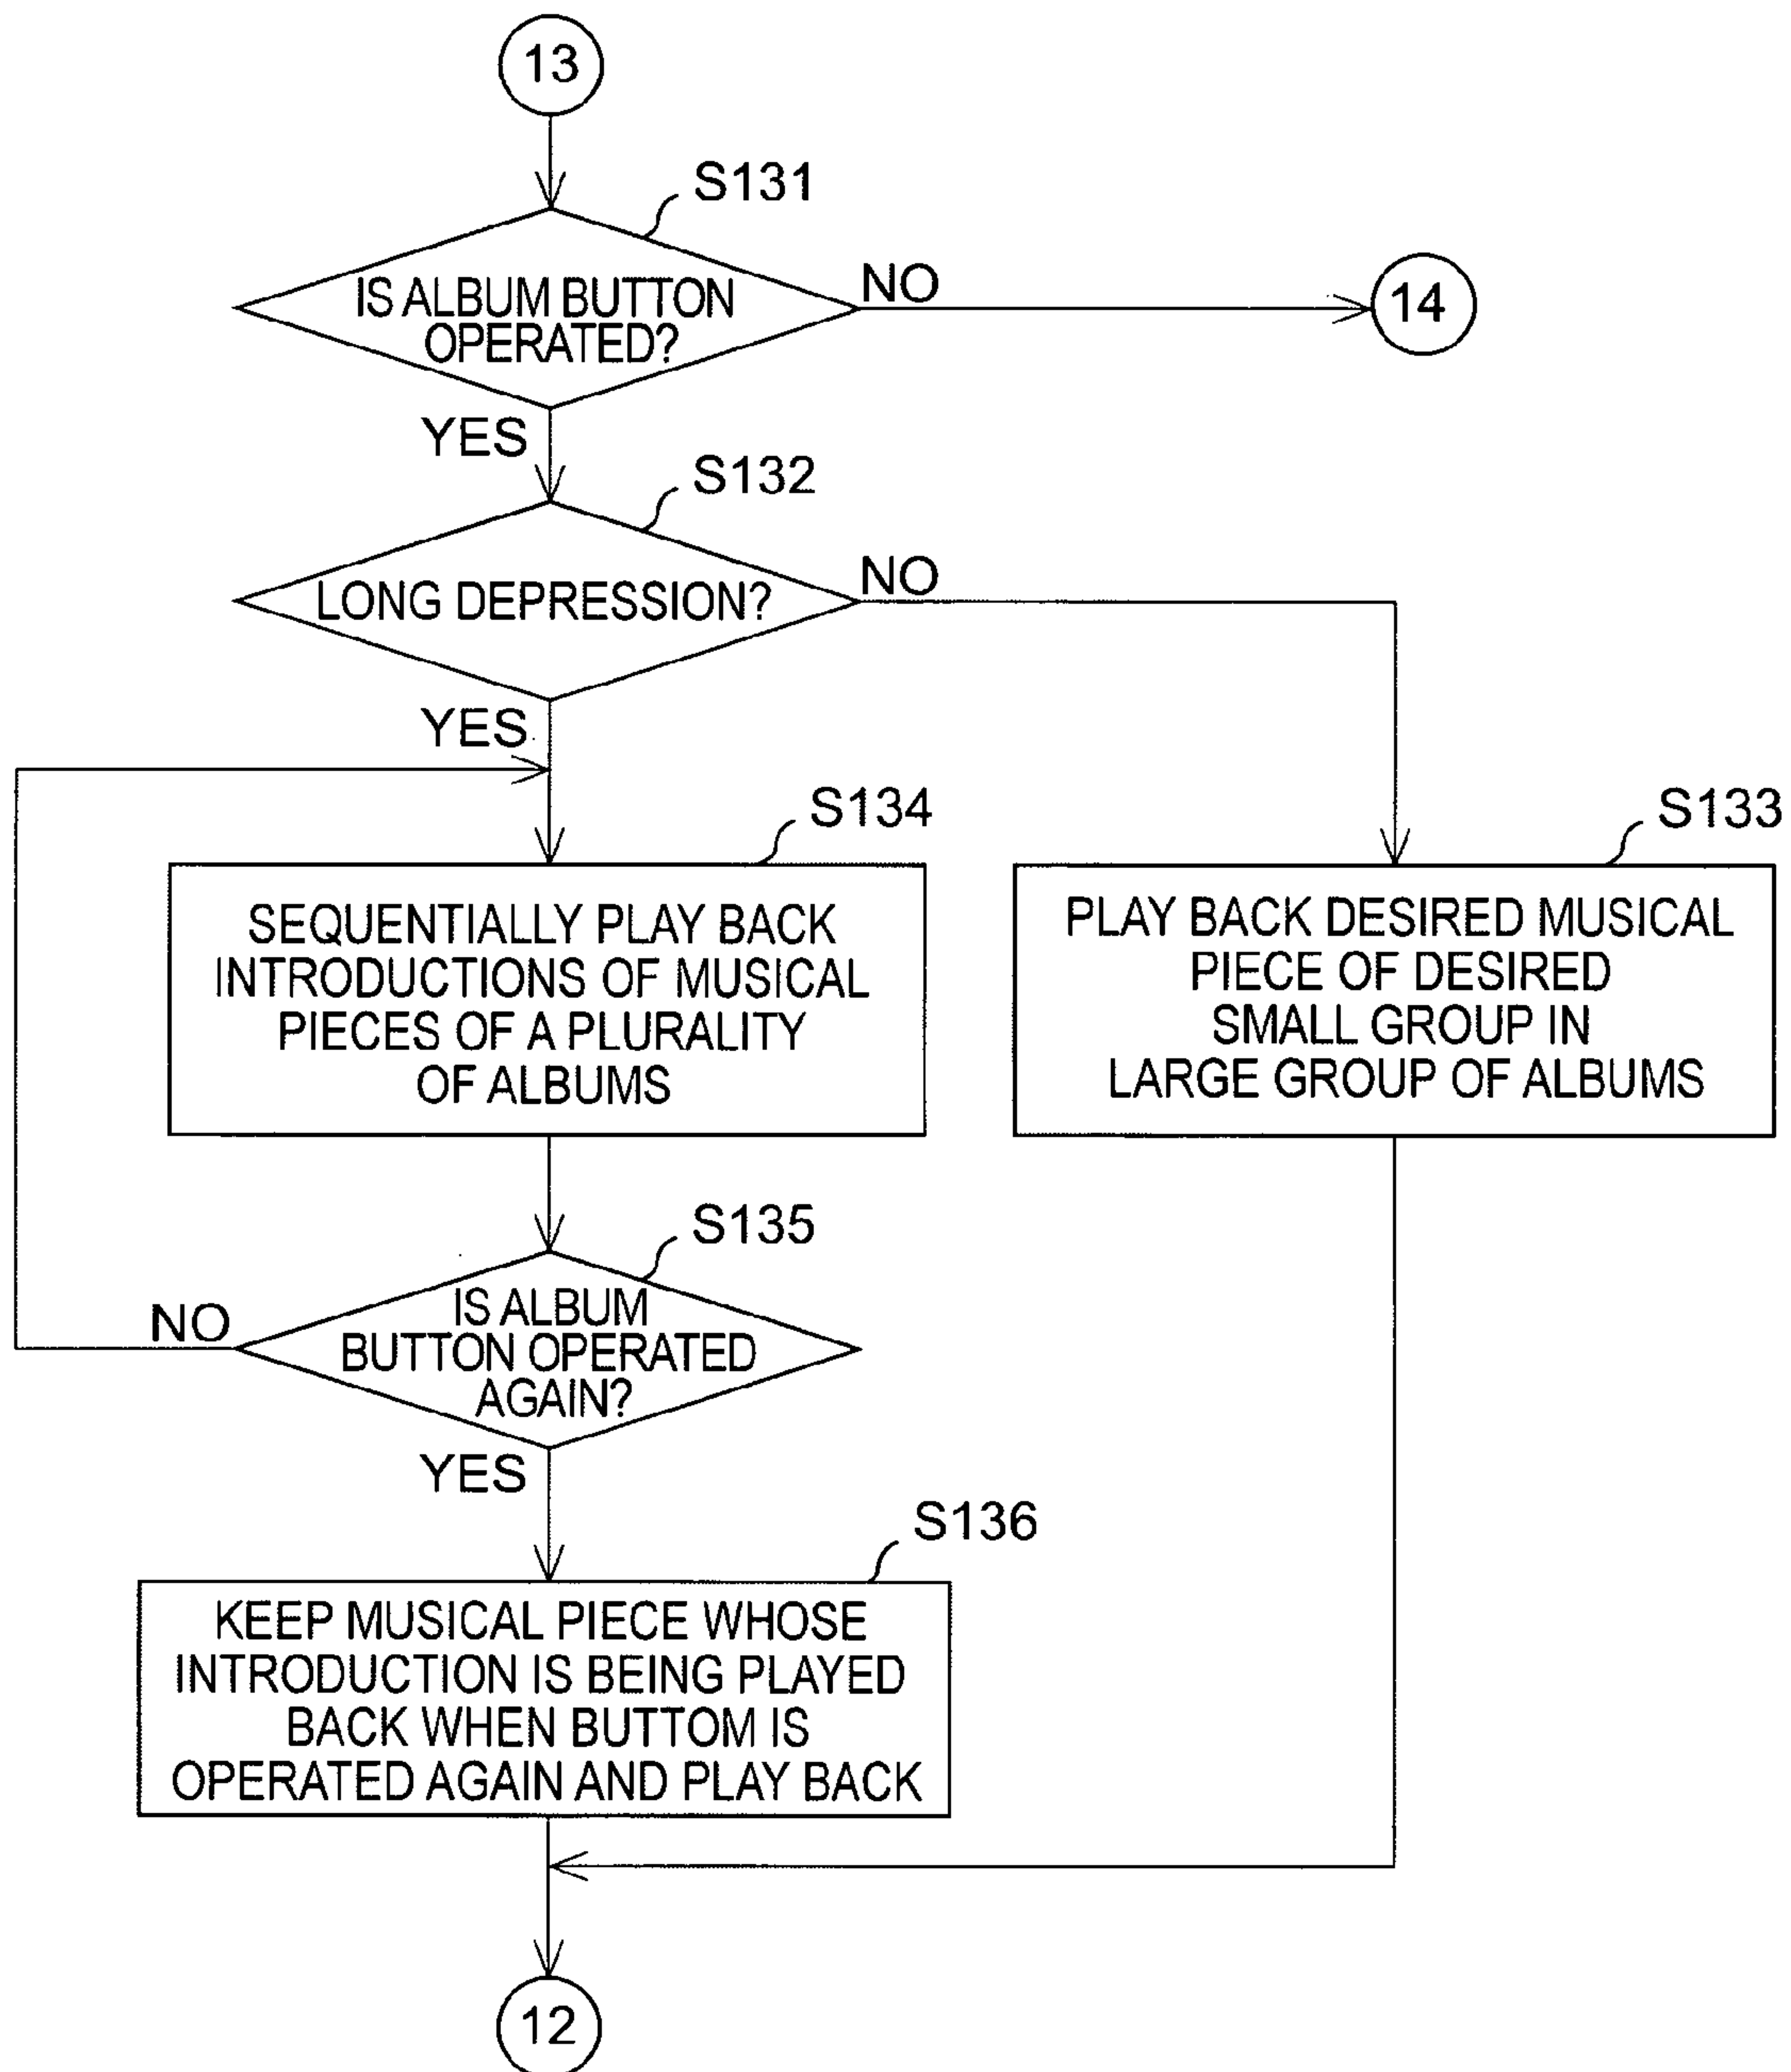 13
S131
IS ALBUM BUTTON
OPERATED?
NO
14
YES
S132
LONG DEPRESSION?
NO
YES
S134
SEQUENTIALLY PLAY BACK
INTRODUCTIONS OF MUSICAL
PIECES OF A PLURALITY
OF ALBUMS
S133
PLAY BACK DESIRED MUSICAL
PIECE OF DESIRED
SMALL GROUP IN
LARGE GROUP OF ALBUMS
S135
IS ALBUM
BUTTON OPERATED
AGAIN?
NO
YES
S136
KEEP MUSICAL PIECE WHOSE
INTRODUCTION IS BEING PLAYED
BACK WHEN BUTTOM IS
OPERATED AGAIN AND PLAY BACK
12